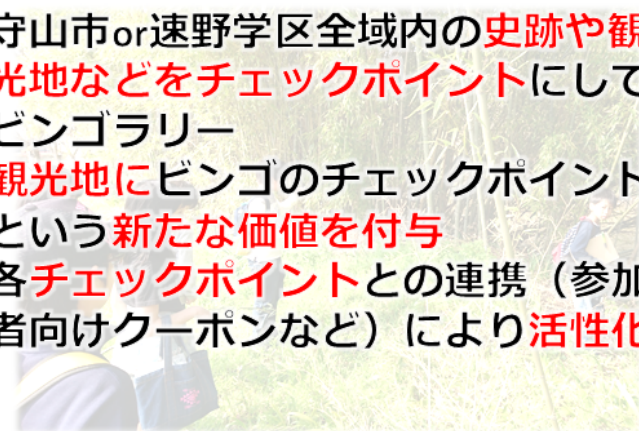 守山市or速野学区全域内の史跡や観
光地などをチェックポイントにして
ビンゴラリー
観光地にビンゴのチェックポイント
という新たな価値を付与
各チェックポイントとの連携（参加
者向けクーポンなど）により活性化